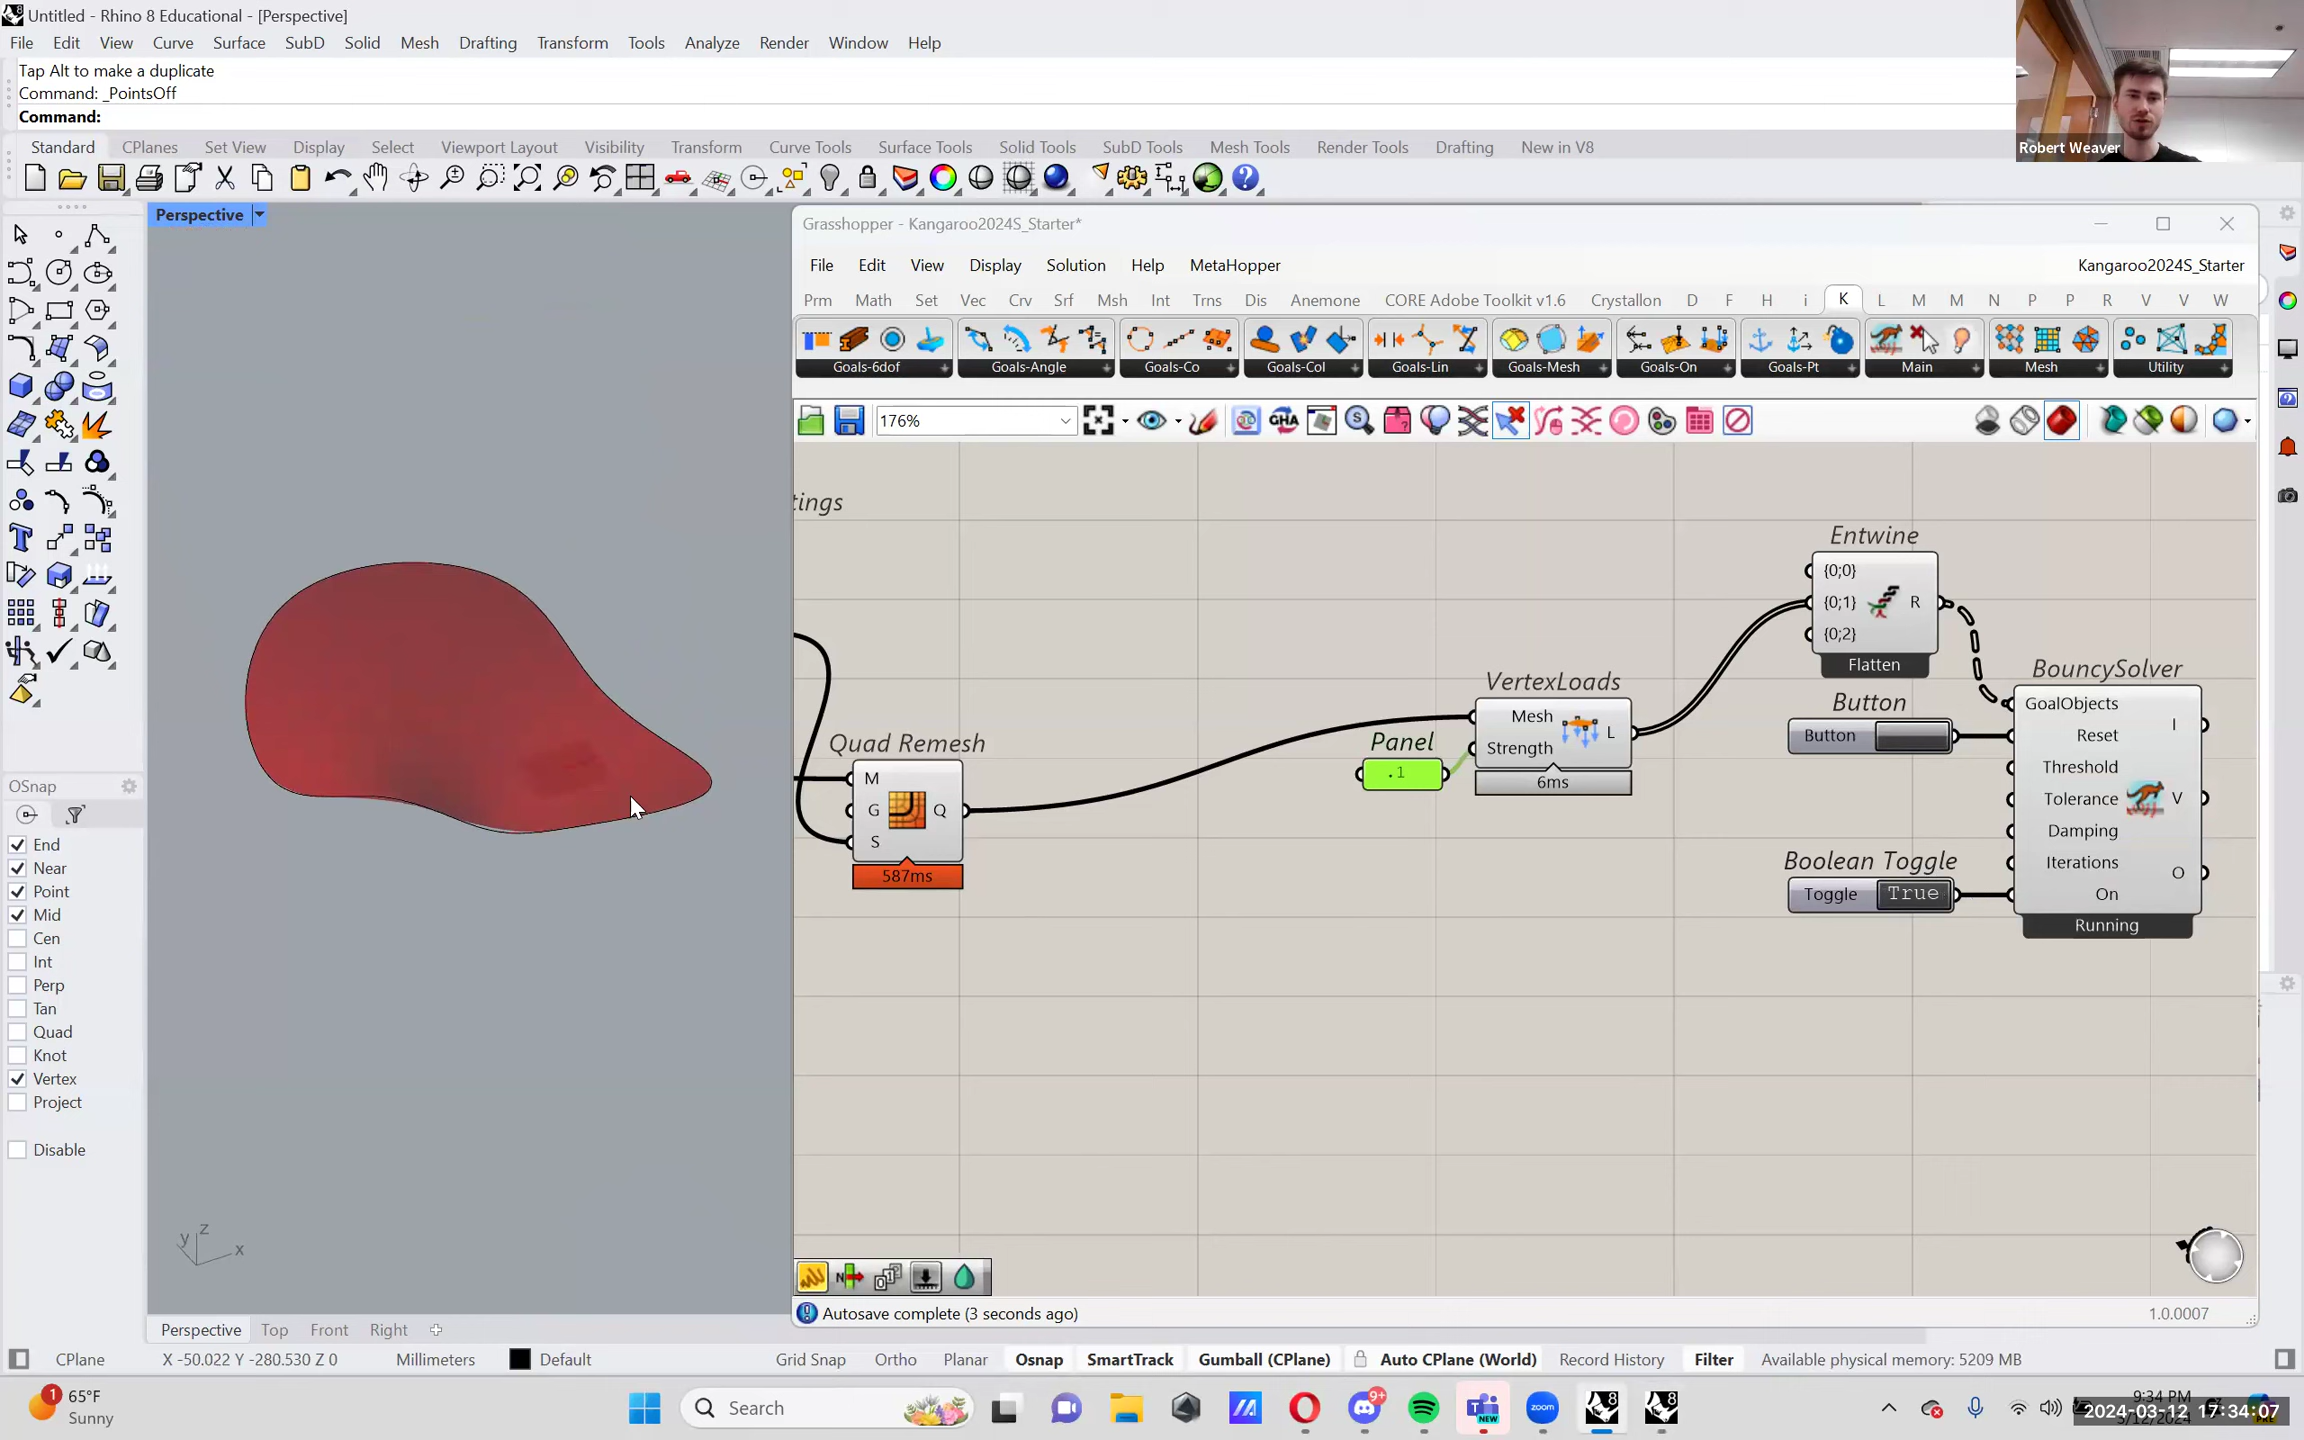 Untitled - Rhino 8 Educational - [Perspective]
File Edit View Curve Surface SubD Solid Mesh Drafting Transform Tools Analyze Render Window Help
Tap Alt to make a duplicate
Command: _PointsOff
Command:
Robert Weaver
Standard CPlanes Set View Display Select Viewport Layout Visibility Transform Curve Tools Surface Tools Solid Tools SubD Tools Mesh Tools Render Tools Drafting New in V8
Perspective
Grasshopper - Kangaroo2024S_Starter*
File Edit View Display Solution Help MetaHopper Kangaroo2024S_Starter
Prm Math Set Vec Crv Srf Msh Int Trns Dis Anemone CORE Adobe Toolkit v1.6 Crystallon D F H i K L M M N P P R V V W
Goals-6dof Goals-Angle Goals-Co Goals-Col Goals-Lin Goals-Mesh Goals-On Goals-Pt Main Mesh Utility
176%
GHA
tings
Entwine
{0;0}
{0;1} R
{0;2}
Flatten
VertexLoads
Mesh
Strength L
6ms
Panel
.1
Quad Remesh
M
G Q
S
587ms
Button
Button
Boolean Toggle
Toggle True
BouncySolver
GoalObjects
I
Reset
Threshold
Tolerance V
Damping
Iterations
O
On
Running
OSnap
End
Near
Point
Mid
Cen
Int
Perp
Tan
Quad
Knot
Vertex
Project
Disable
z
y
x
Autosave complete (3 seconds ago) 1.0.0007
Perspective Top Front Right
CPlane X -50.022 Y -280.530 Z 0 Millimeters Default Grid Snap Ortho Planar Osnap SmartTrack Gumball (CPlane) Auto CPlane (World) Record History Filter Available physical memory: 5209 MB
1
65°F
Sunny
Search
9+
NEW
zoom
9:34 PM
2024-03-12 17:34:07